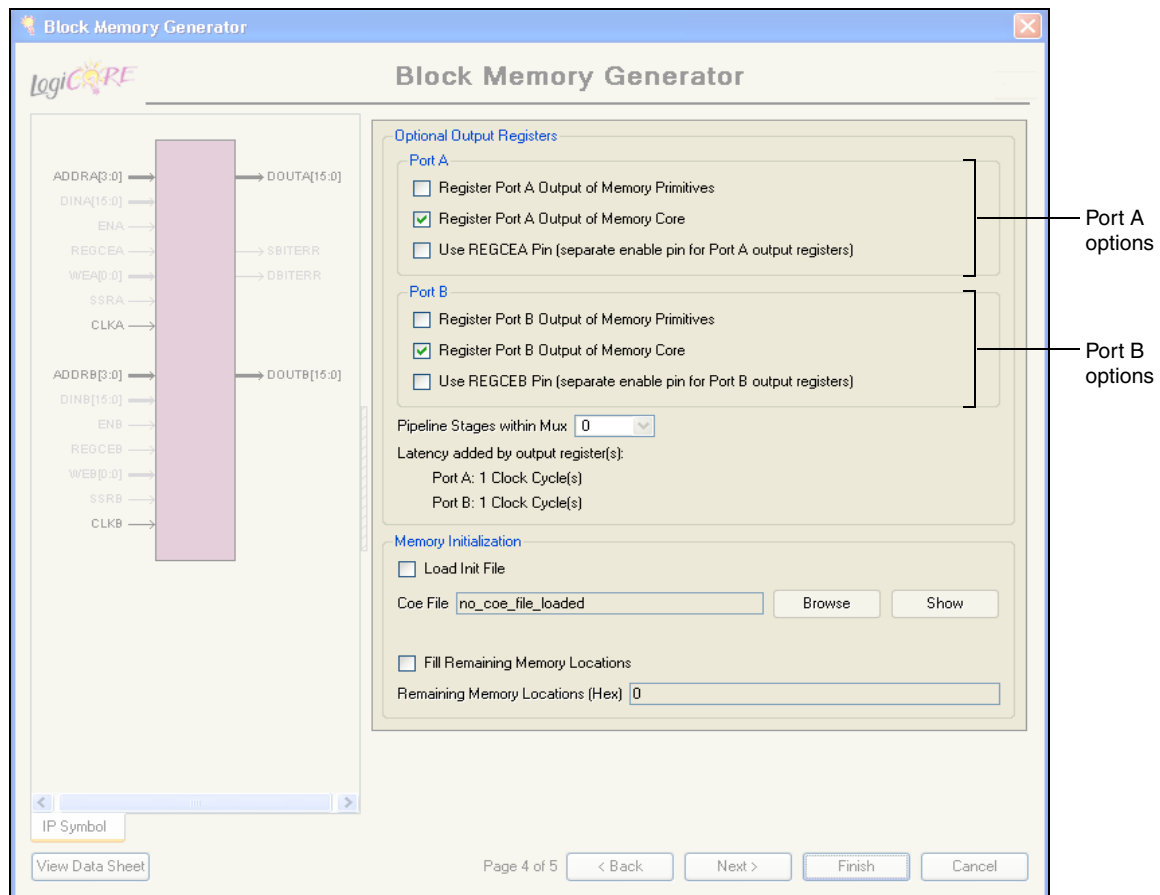 Block Memory Generator
LogiCORE
Block Memory Generator
ADDRA[3:0]
DOUTA[15:0]
DINA[15:0]
ENA
REGCEA
SBITERR
WEA[0:0]
DBITERR
SSRA
CLKA
ADDRB[3:0]
DOUTB[15:0]
DINB[15:0]
ENB
REGCEB
WEB[0:0]
SSRB
CLKB
IP Symbol
Optional Output Registers
Port A
Register Port A Output of Memory Primitives
Register Port A Output of Memory Core
Use REGCEA Pin (separate enable pin for Port A output registers)
Port A
options
Port B
Register Port B Output of Memory Primitives
Register Port B Output of Memory Core
Use REGCEB Pin (separate enable pin for Port B output registers)
Port B
options
Pipeline Stages within Mux 0
Latency added by output register(s):
Port A: 1 Clock Cycle(s)
Port B: 1 Clock Cycle(s)
Memory Initialization
Load Init File
Coe File no_coe_file_loaded Browse Show
Fill Remaining Memory Locations
Remaining Memory Locations (Hex) 0
View Data Sheet
Page 4 of 5 < Back Next > Finish Cancel